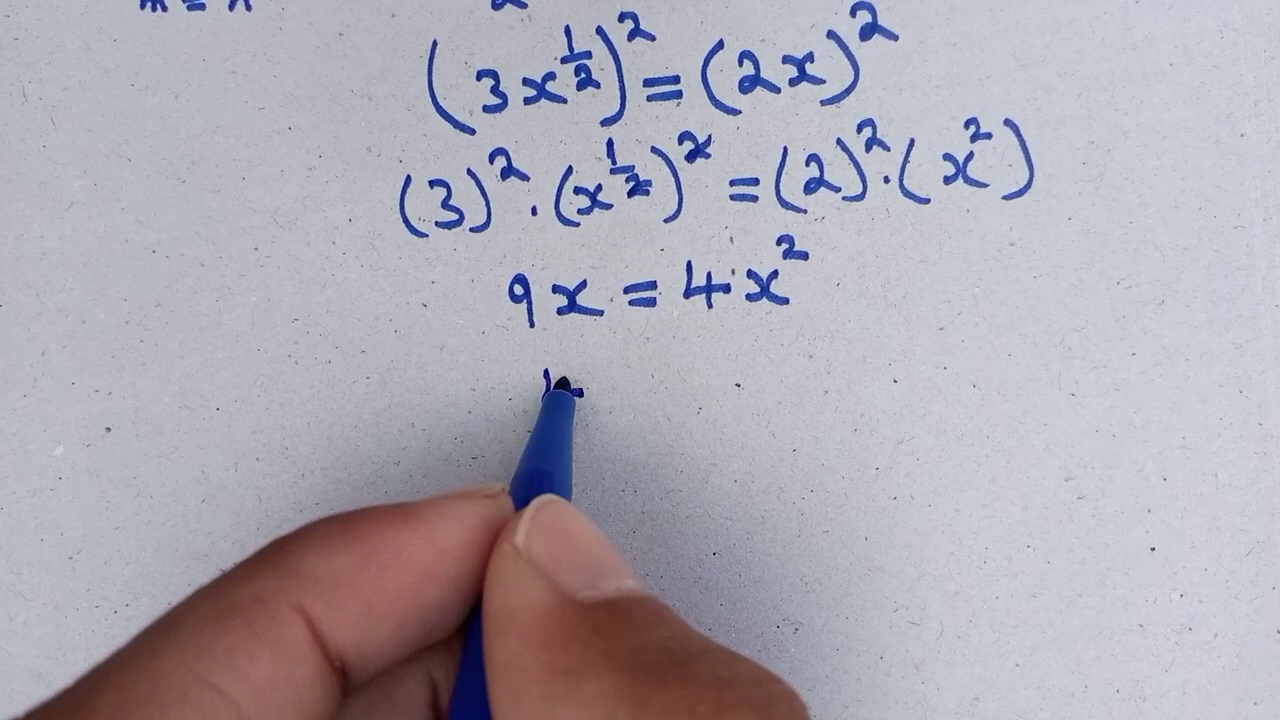 (3x^{1/2})^2 = (2x)^2
(3)^2 · (x^{1/2})^2 = (2)^2 · (x^2)
9x = 4x^2